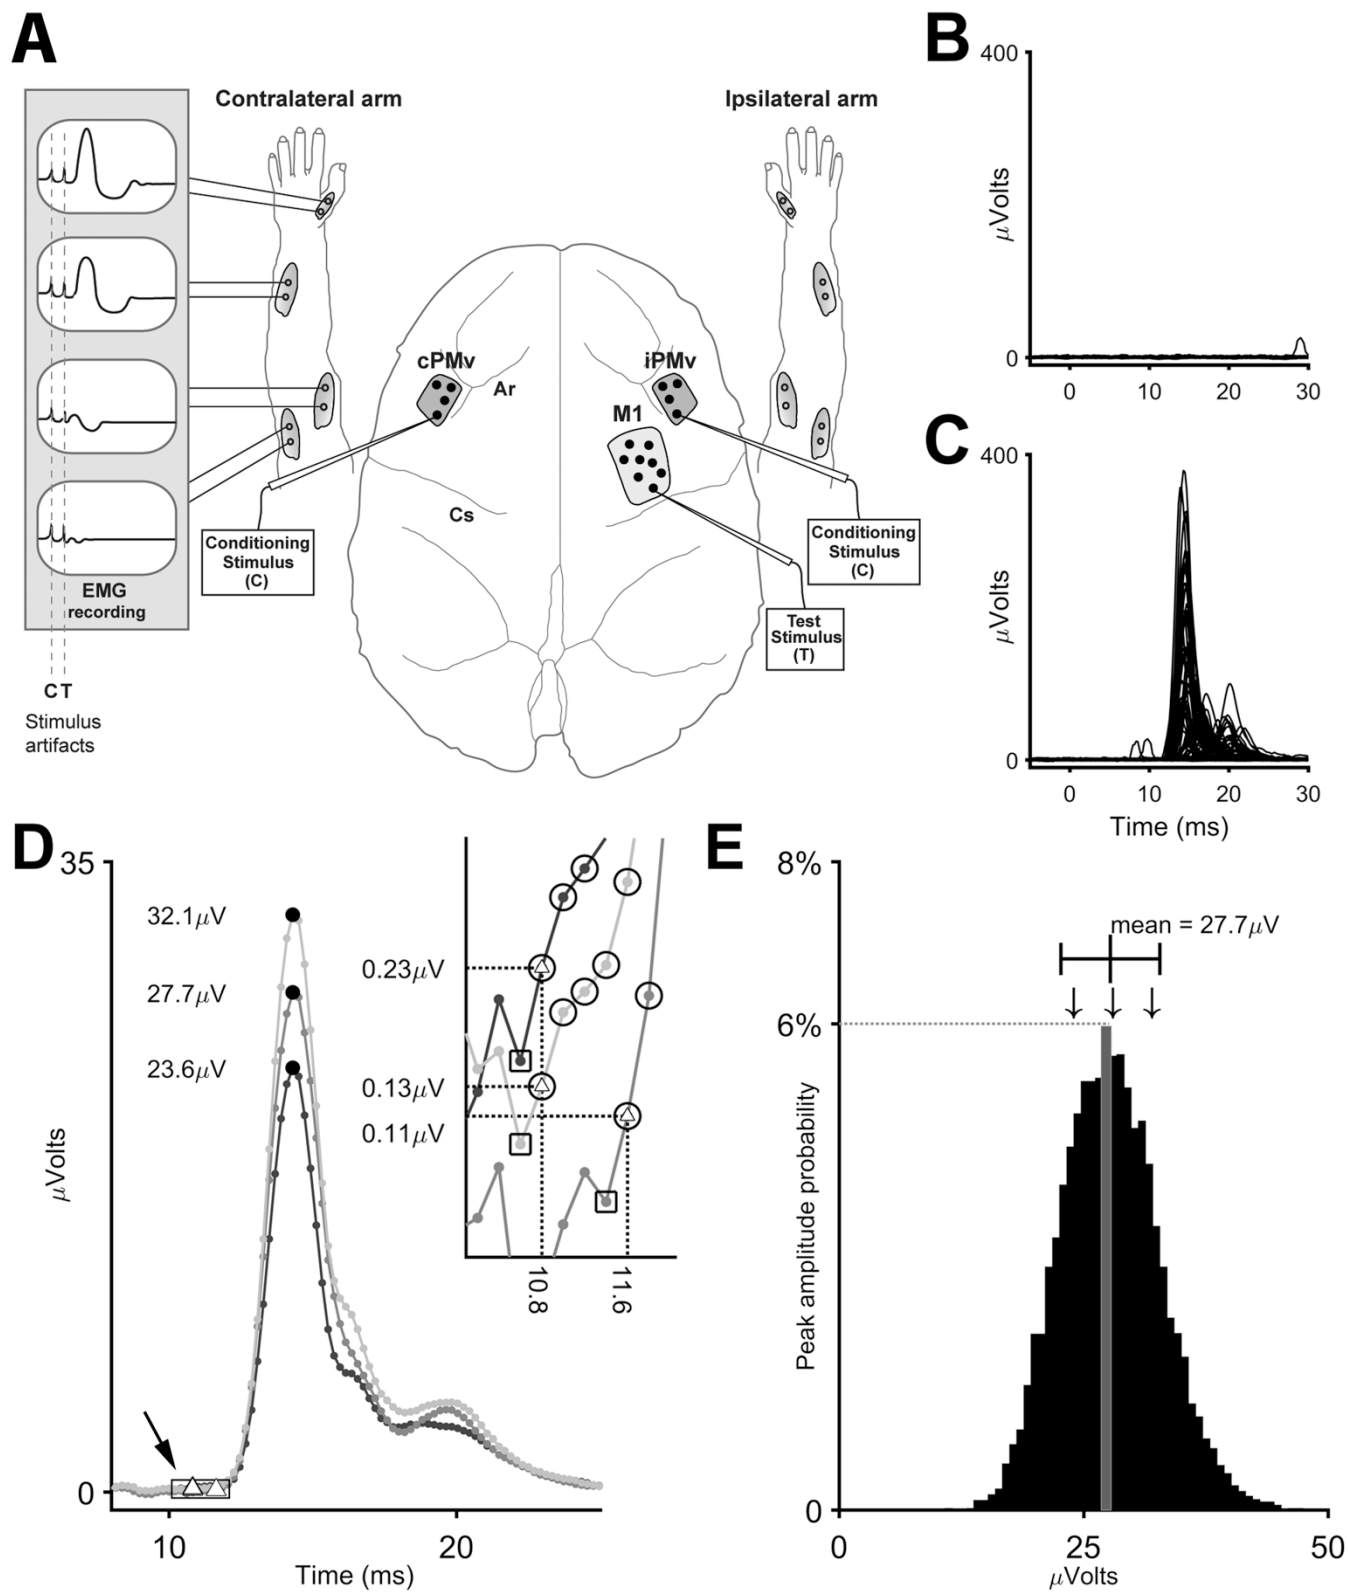 A
Contralateral arm
Ipsilateral arm
cPMv
iPMv
Ar
M1
Cs
Conditioning
Stimulus
(C)
Conditioning
Stimulus
(C)
Test
Stimulus
(T)
EMG
recording
C T
Stimulus
artifacts
B
400
μVolts
0
0 10 20 30
C
400
μVolts
0
0 10 20 30
Time (ms)
D
35
32.1μV
27.7μV
23.6μV
μVolts
0
10 20
Time (ms)
0.23μV
0.13μV
0.11μV
10.8
11.6
E
8%
mean = 27.7μV
6%
Peak amplitude probability
0
0 25 50
μVolts